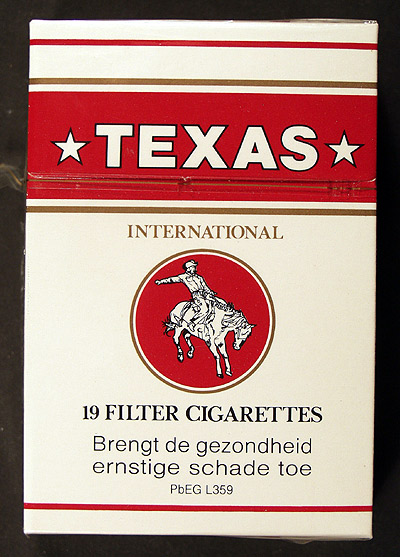 TEXAS
INTERNATIONAL
19 FILTER CIGARETTES
Brengt de gezondheid
ernstige schade toe
PbEG L359